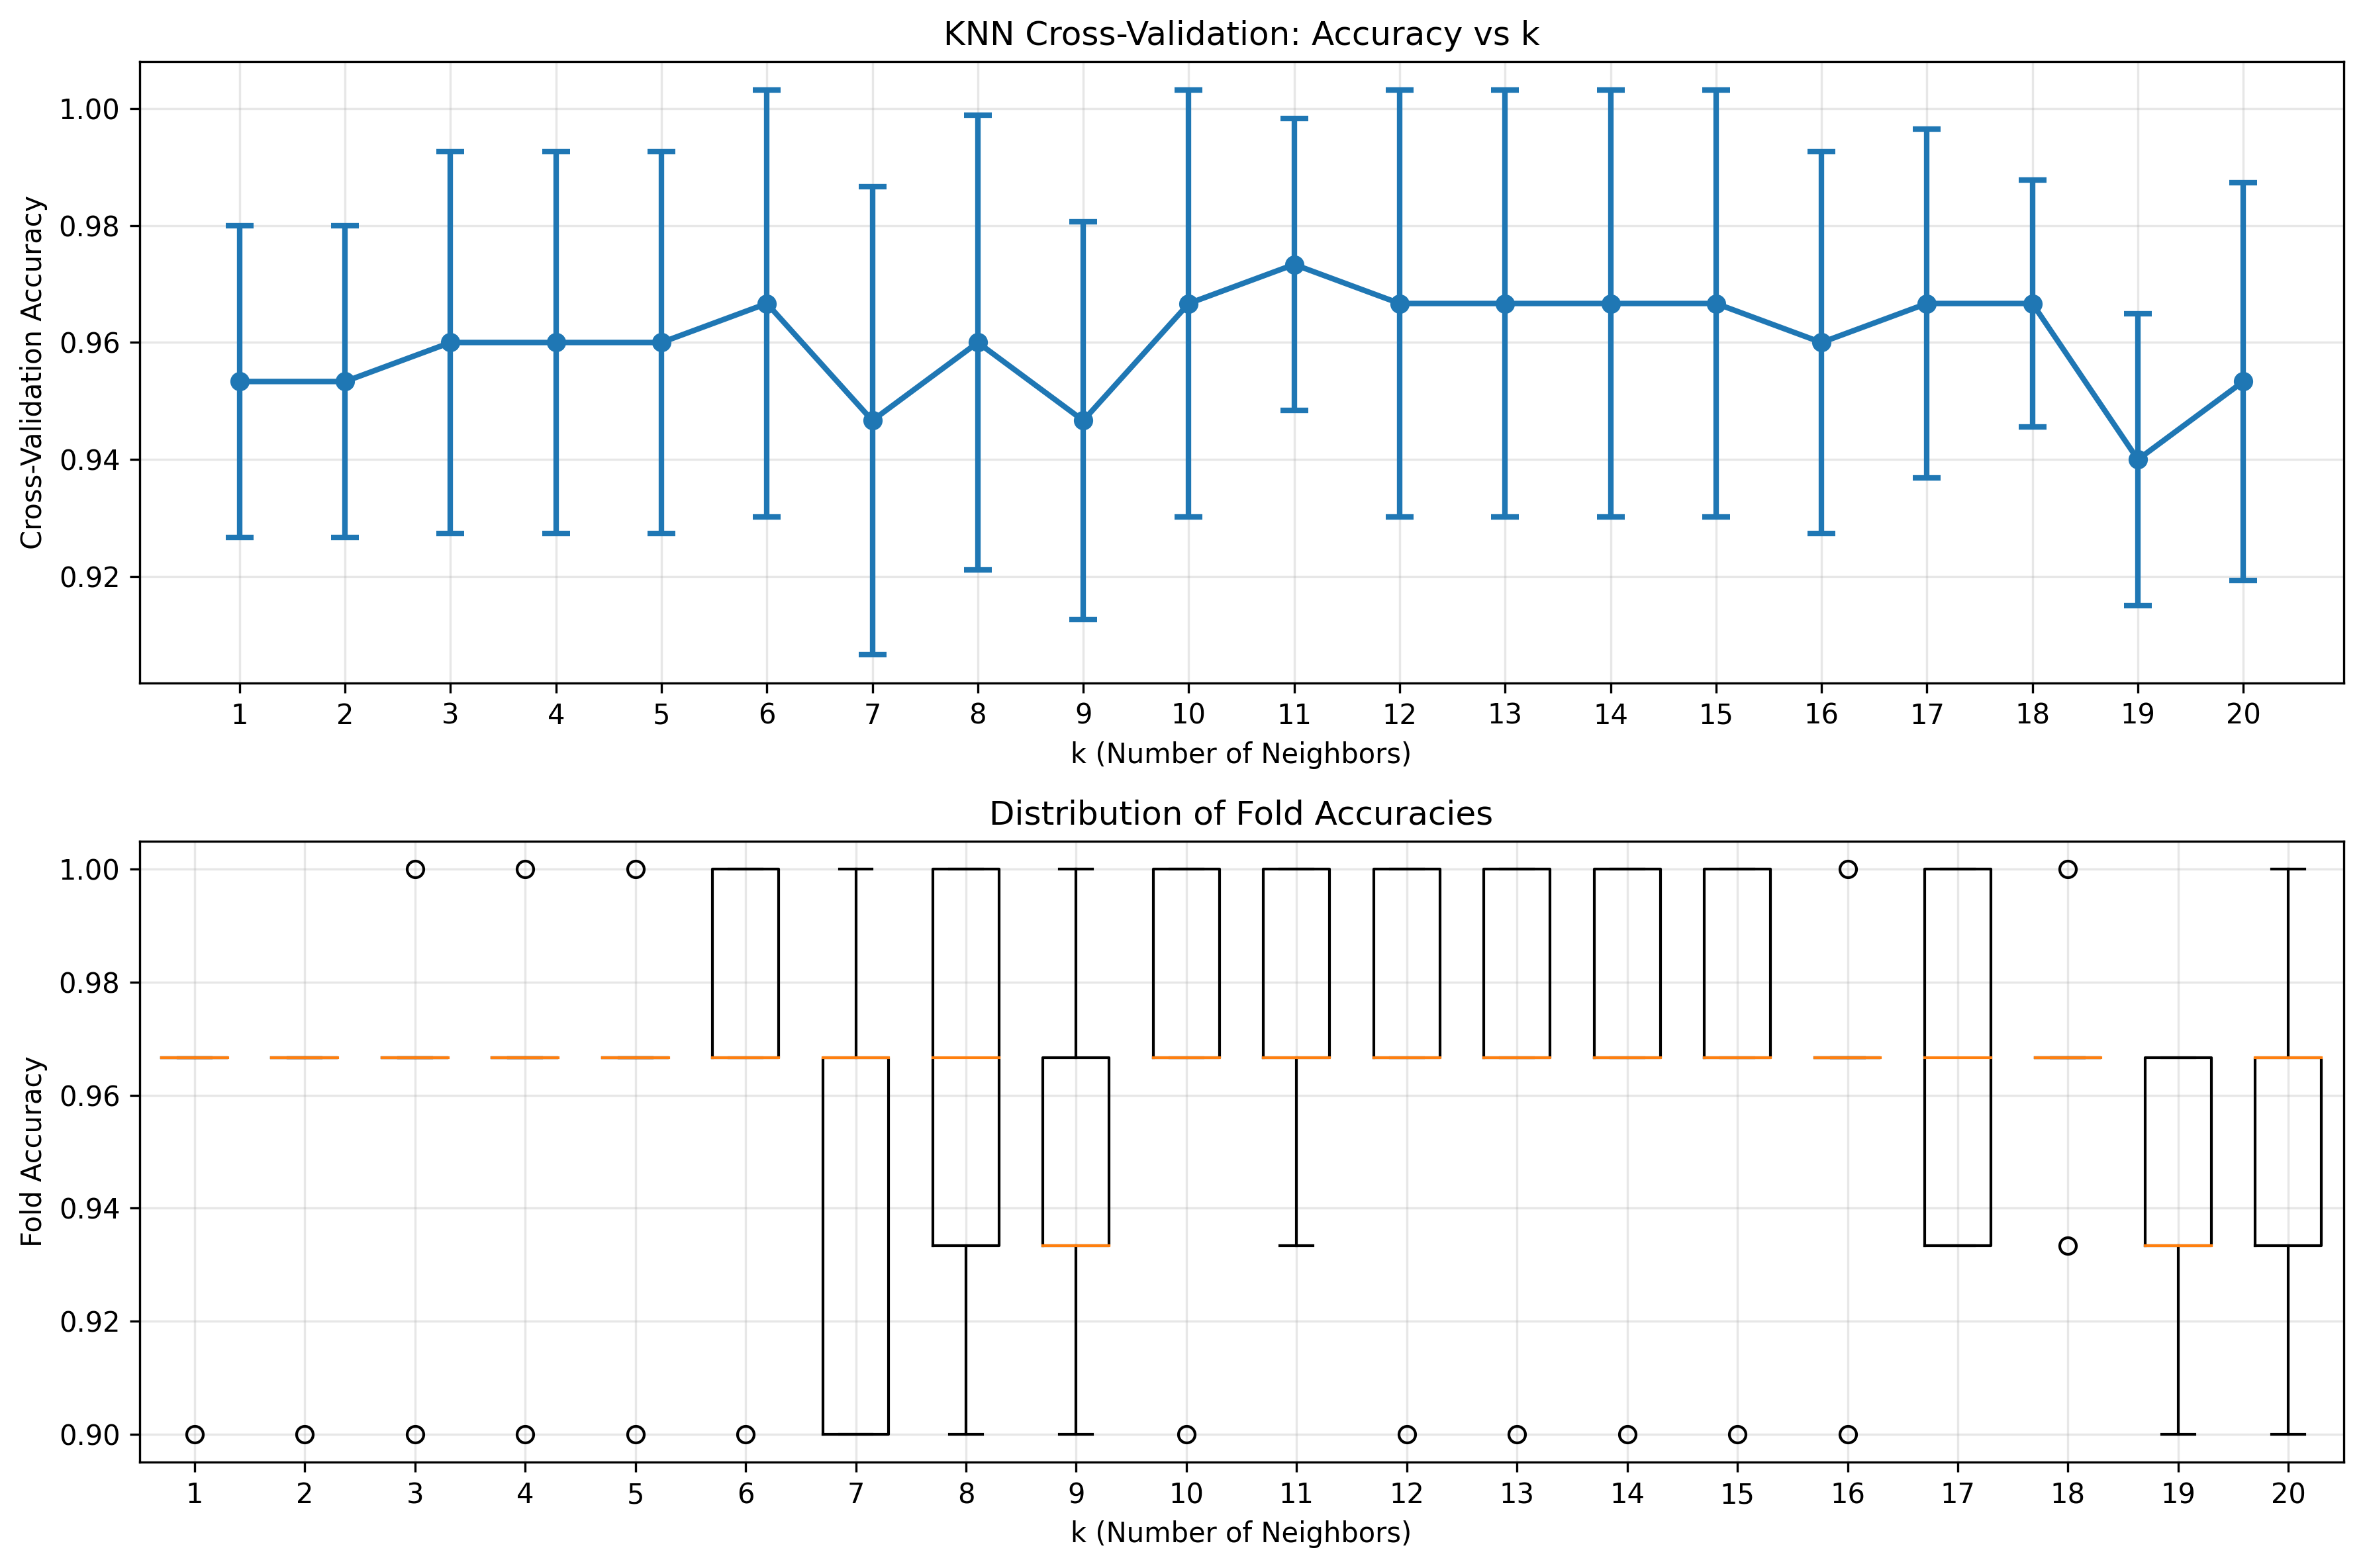 KNN Cross-Validation: Accuracy vs k
Cross-Validation Accuracy
1.00
0.98
0.96
0.94
0.92
1 2 3 4 5 6 7 8 9 10 11 12 13 14 15 16 17 18 19 20
k (Number of Neighbors)
Distribution of Fold Accuracies
Fold Accuracy
1.00
0.98
0.96
0.94
0.92
0.90
1 2 3 4 5 6 7 8 9 10 11 12 13 14 15 16 17 18 19 20
k (Number of Neighbors)